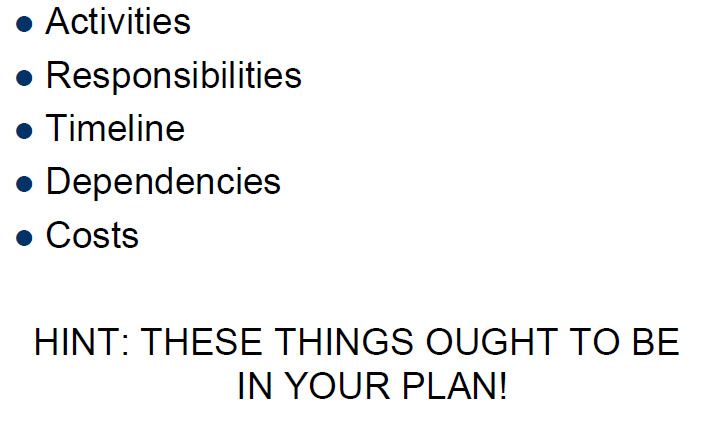 ● Activities
● Responsibilities
● Timeline
● Dependencies
● Costs
HINT: THESE THINGS OUGHT TO BE
IN YOUR PLAN!